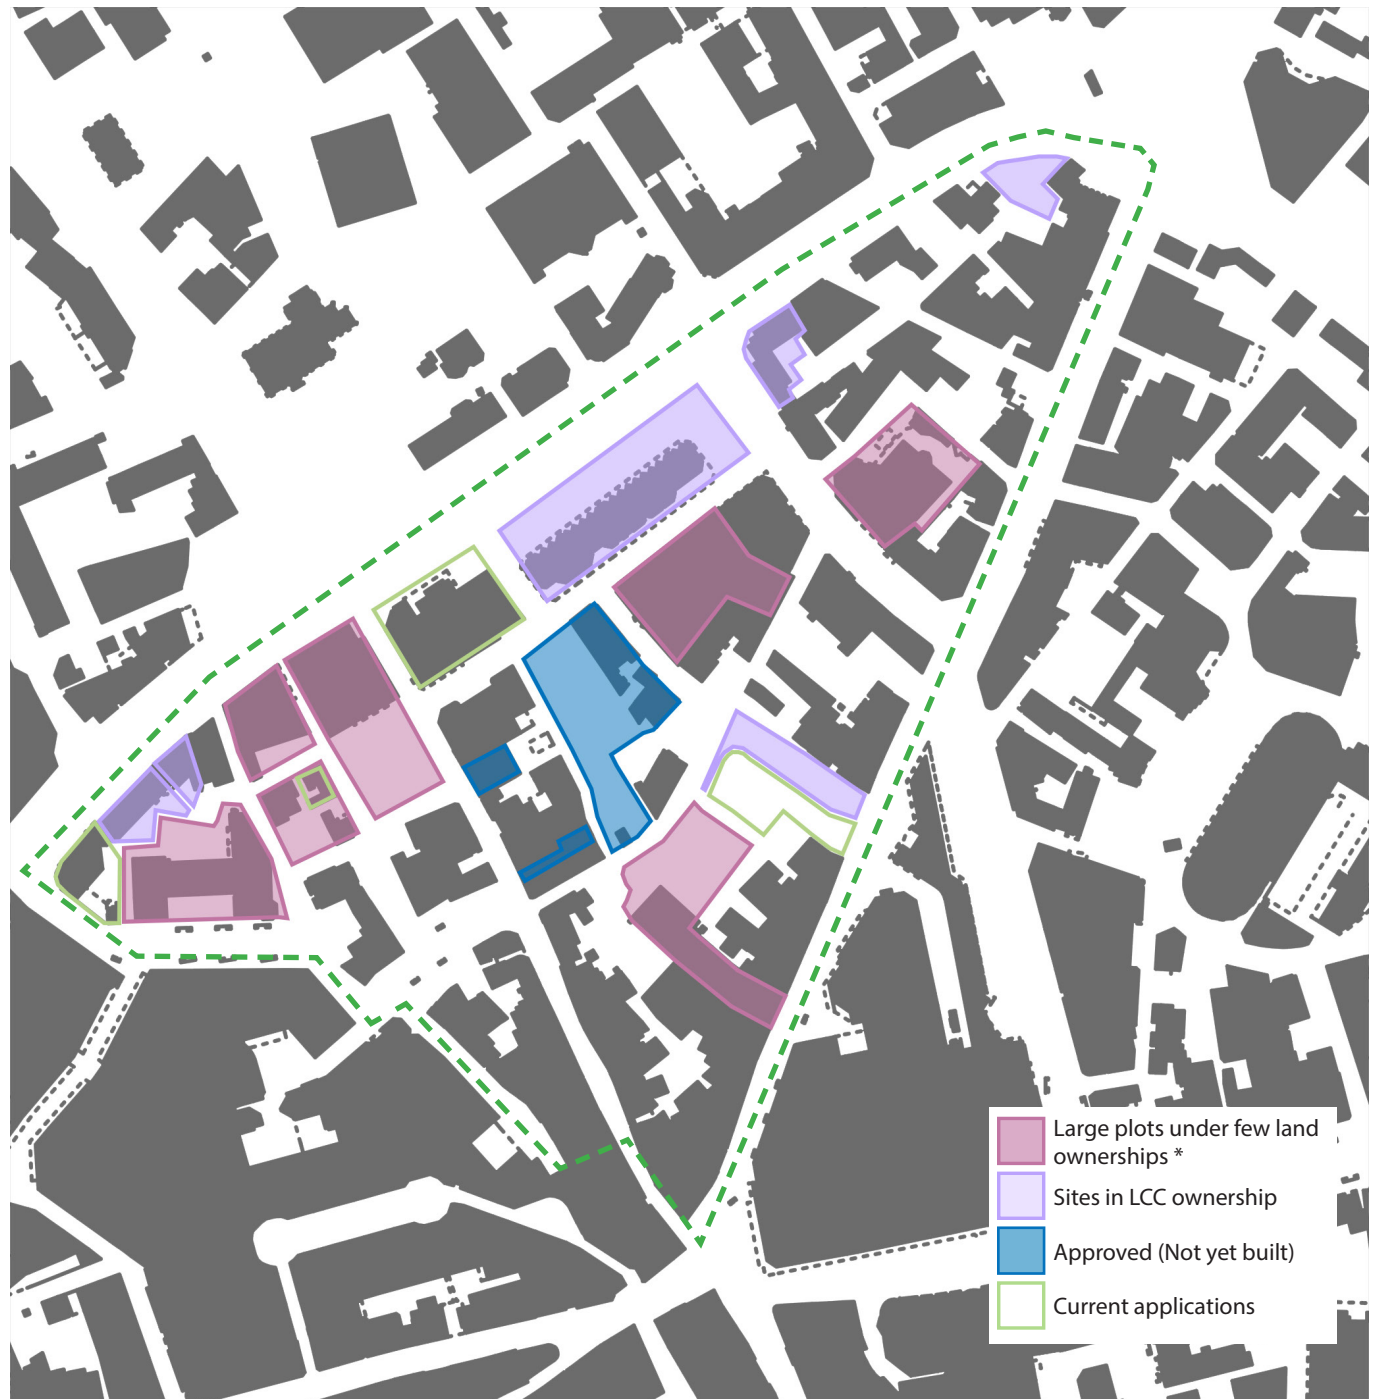 Large plots under few land
ownerships *
Sites in LCC ownership
Approved (Not yet built)
Current applications